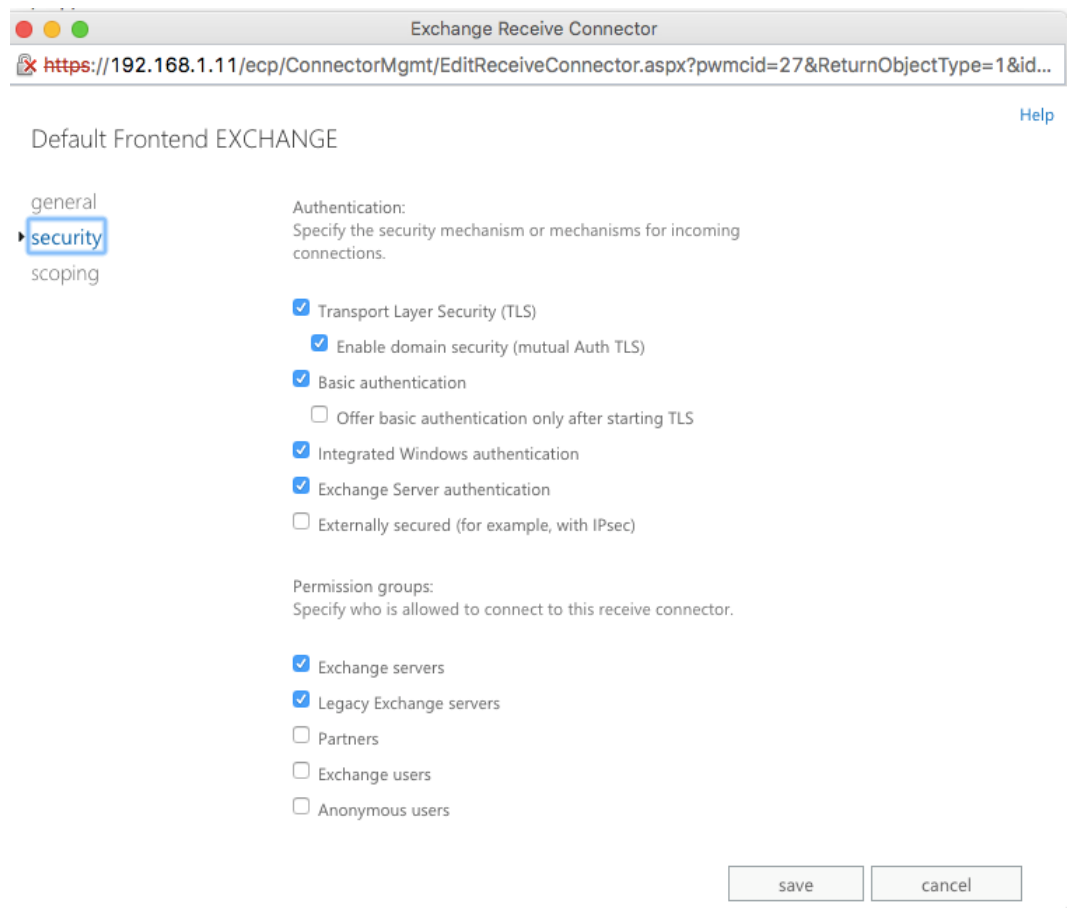 Exchange Receive Connector
https://192.168.1.11/ecp/ConnectorMgmt/EditReceiveConnector.aspx?pwmcid=27&ReturnObjectType=1&id...
Help
Default Frontend EXCHANGE
general
security
scoping
Authentication:
Specify the security mechanism or mechanisms for incoming
connections.
Transport Layer Security (TLS)
Enable domain security (mutual Auth TLS)
Basic authentication
Offer basic authentication only after starting TLS
Integrated Windows authentication
Exchange Server authentication
Externally secured (for example, with IPsec)
Permission groups:
Specify who is allowed to connect to this receive connector.
Exchange servers
Legacy Exchange servers
Partners
Exchange users
Anonymous users
save
cancel